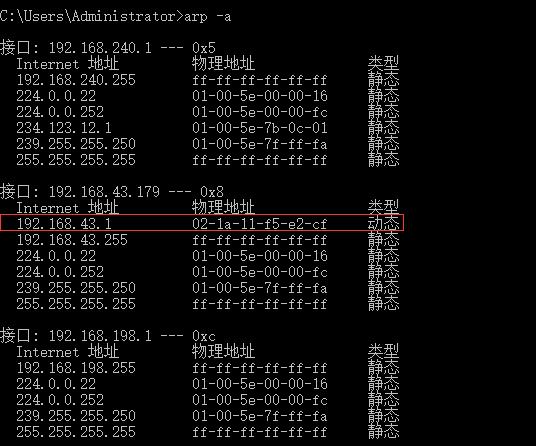 C:\Users\Administrator>arp -a
接口: 192.168.240.1 --- 0x5
Internet 地址 物理地址 类型
192.168.240.255 ff-ff-ff-ff-ff-ff 静态
224.0.0.22 01-00-5e-00-00-16 静态
224.0.0.252 01-00-5e-00-00-fc 静态
234.123.12.1 01-00-5e-7b-0c-01 静态
239.255.255.250 01-00-5e-7f-ff-fa 静态
255.255.255.255 ff-ff-ff-ff-ff-ff 静态
接口: 192.168.43.179 --- 0x8
Internet 地址 物理地址 类型
192.168.43.1 02-1a-11-f5-e2-cf 动态
192.168.43.255 ff-ff-ff-ff-ff-ff 静态
224.0.0.22 01-00-5e-00-00-16 静态
224.0.0.252 01-00-5e-00-00-fc 静态
239.255.255.250 01-00-5e-7f-ff-fa 静态
255.255.255.255 ff-ff-ff-ff-ff-ff 静态
接口: 192.168.198.1 --- 0xc
Internet 地址 物理地址 类型
192.168.198.255 ff-ff-ff-ff-ff-ff 静态
224.0.0.22 01-00-5e-00-00-16 静态
224.0.0.252 01-00-5e-00-00-fc 静态
239.255.255.250 01-00-5e-7f-ff-fa 静态
255.255.255.255 ff-ff-ff-ff-ff-ff 静态